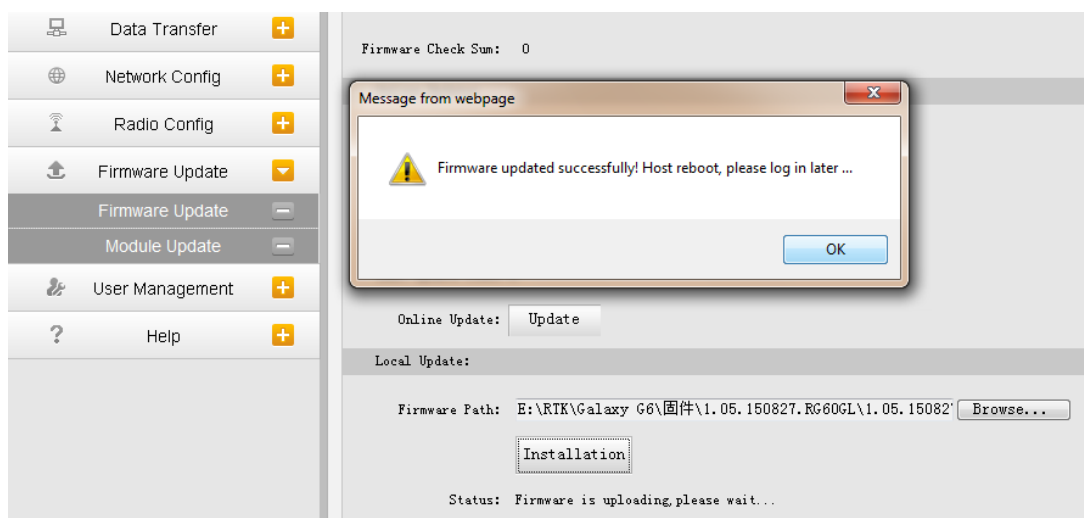 Data Transfer
Network Config
Radio Config
Firmware Update
Firmware Update
Module Update
User Management
? Help
Firmware Check Sum: 0
Message from webpage
Firmware updated successfully! Host reboot, please log in later ...
OK
Online Update: Update
Local Update:
Firmware Path: E:\RTK\Galaxy G6\固件\1.05.150827.RG60GL\1.05.15082 Browse...
Installation
Status: Firmware is uploading,please wait...